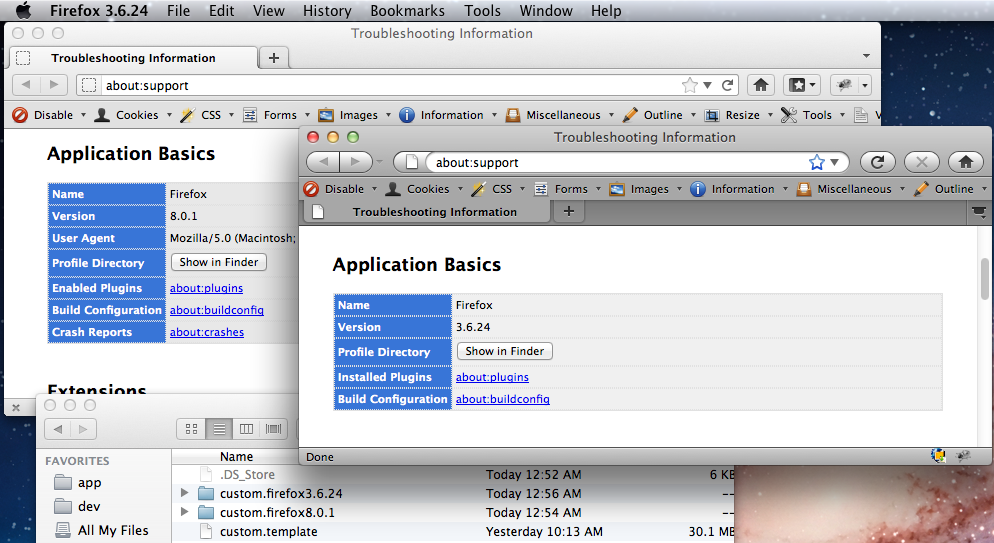 Firefox 3.6.24 File Edit View History Bookmarks Tools Window Help
Troubleshooting Information
Troubleshooting Information
about:support
Disable Cookies CSS Forms Images Information Miscellaneous Outline Resize Tools V
Application Basics
Name Firefox
Version 8.0.1
User Agent Mozilla/5.0 (Macintosh;
Profile Directory Show in Finder
Enabled Plugins about:plugins
Build Configuration about:buildconfig
Crash Reports about:crashes
Extensions
Troubleshooting Information
about:support
Disable Cookies CSS Forms Images Information Miscellaneous Outline
Troubleshooting Information
Application Basics
Name Firefox
Version 3.6.24
Profile Directory Show in Finder
Installed Plugins about:plugins
Build Configuration about:buildconfig
Done
FAVORITES
app
dev
All My Files
Name
.DS_Store Today 12:52 AM 6 KB
custom.firefox3.6.24 Today 12:56 AM --
custom.firefox8.0.1 Today 12:54 AM --
custom.template Yesterday 10:13 AM 30.1 MB